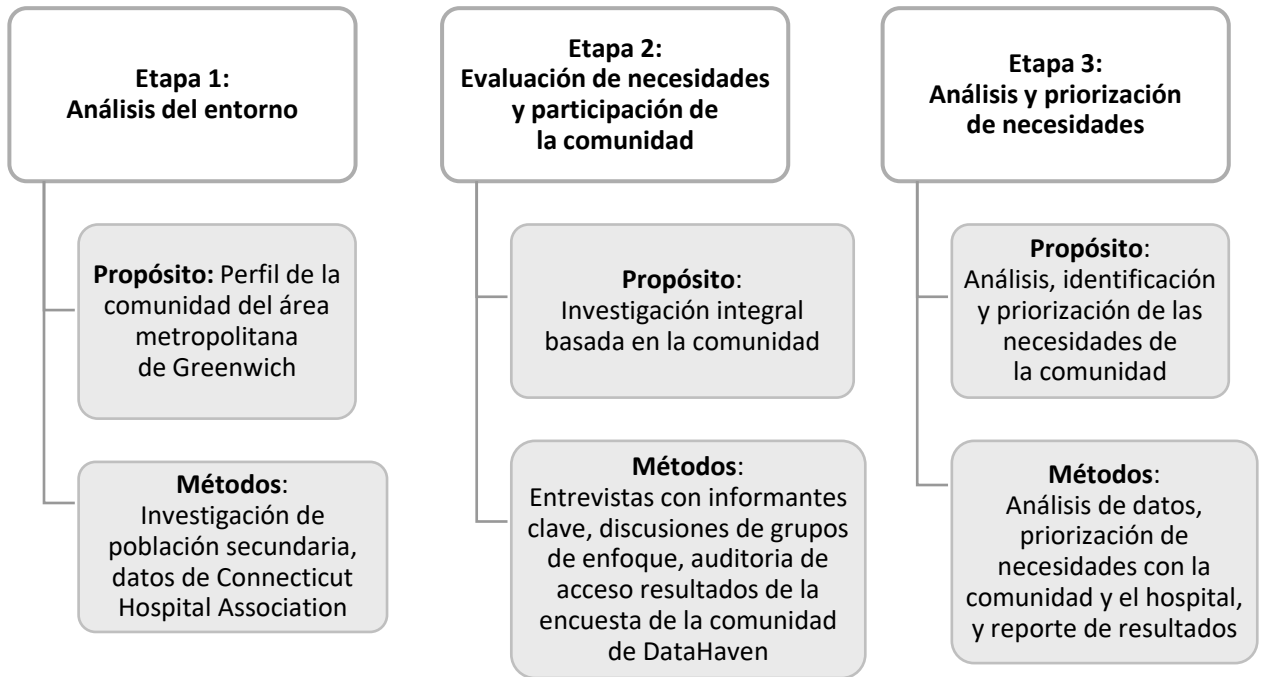 Etapa 1:
Análisis del entorno
Propósito: Perfil de la
comunidad del área
metropolitana
de Greenwich
Métodos:
Investigación de
población secundaria,
datos de Connecticut
Hospital Association
Etapa 2:
Evaluación de necesidades
y participación de
la comunidad
Propósito:
Investigación integral
basada en la comunidad
Métodos:
Entrevistas con informantes
clave, discusiones de grupos
de enfoque, auditoria de
acceso resultados de la
encuesta de la comunidad
de DataHaven
Etapa 3:
Análisis y priorización
de necesidades
Propósito:
Análisis, identificación
y priorización de las
necesidades de
la comunidad
Métodos:
Análisis de datos,
priorización de
necesidades con la
comunidad y el hospital,
y reporte de resultados